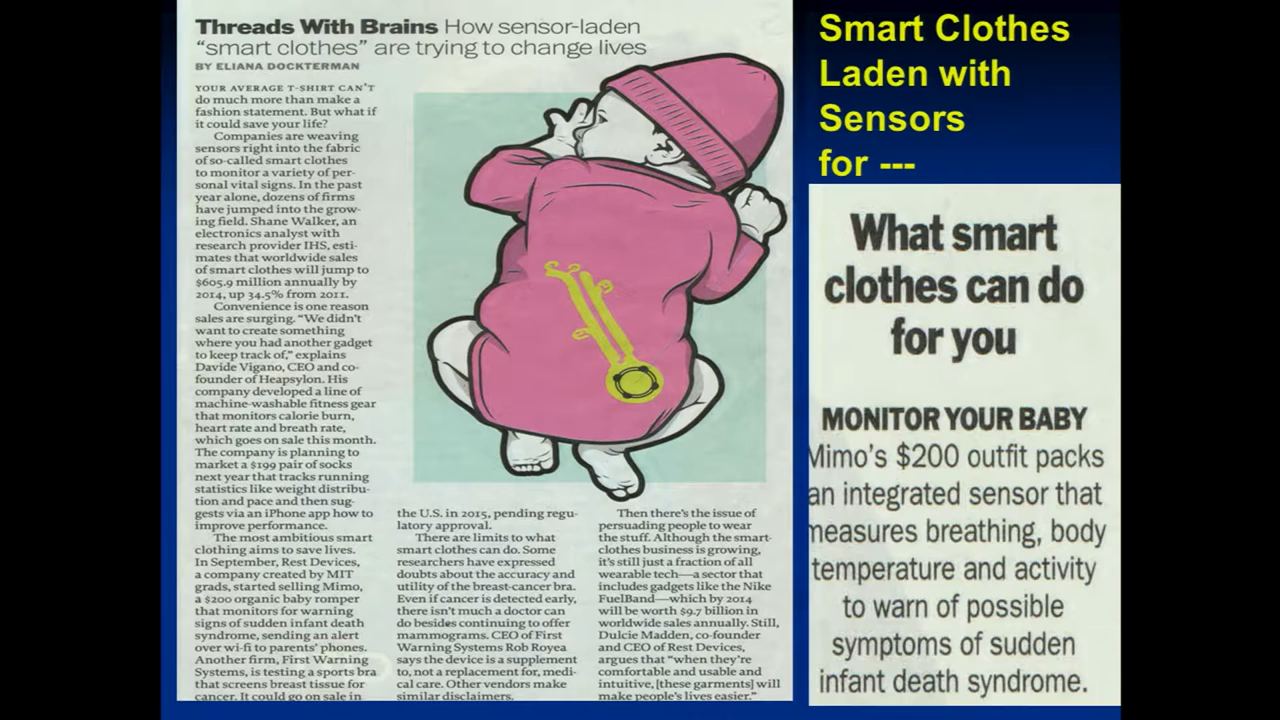 Threads With Brains How sensor-laden
“smart clothes” are trying to change lives
BY ELIANA DOCKTERMAN
YOUR AVERAGE T-SHIRT CAN’T
do much more than make a
fashion statement. But what if
it could save your life?
Companies are weaving
sensors right into the fabric
of so-called smart clothes
to monitor a variety of per-
sonal vital signs. In the past
year alone, dozens of firms
have jumped into the grow-
ing field. Shane Walker, an
electronics analyst with
research provider IHS, esti-
mates that worldwide sales
of smart clothes will jump to
$605.9 million annually by
2014, up 34.5% from 2011.
Convenience is one reason
sales are surging. “We didn’t
want to create something
where you had another gadget
to keep track of,” explains
Davide Vigano, CEO and co-
founder of Heapsylon. His
company developed a line of
machine-washable fitness gear
that monitors calorie burn,
heart rate and breath rate,
which goes on sale this month.
The company is planning to
market a $199 pair of socks
next year that tracks running
statistics like weight distribu-
tion and pace and then sug-
gests via an iPhone app how to
improve performance.
The most ambitious smart
clothing aims to save lives.
In September, Rest Devices,
a company created by MIT
grads, started selling Mimo,
a $200 organic baby romper
that monitors for warning
signs of sudden infant death
syndrome, sending an alert
over wi-fi to parents’ phones.
Another firm, First Warning
Systems, is testing a sports bra
that screens breast tissue for
cancer. It could go on sale in
the U.S. in 2015, pending regu-
latory approval.
There are limits to what
smart clothes can do. Some
researchers have expressed
doubts about the accuracy and
utility of the breast-cancer bra.
Even if cancer is detected early,
there isn’t much a doctor can
do besides continuing to offer
mammograms. CEO of First
Warning Systems Rob Royea
says the device is a supplement
to, not a replacement for, medi-
cal care. Other vendors make
similar disclaimers.
Then there’s the issue of
persuading people to wear
the stuff. Although the smart-
clothes business is growing,
it’s still just a fraction of all
wearable tech—a sector that
includes gadgets like the Nike
FuelBand—which by 2014
will be worth $9.7 billion in
worldwide sales annually. Still,
Dulcie Madden, co-founder
and CEO of Rest Devices,
argues that “when they’re
comfortable and usable and
intuitive, [these garments] will
make people’s lives easier.”
Smart Clothes
Laden with
Sensors
for ---
What smart
clothes can do
for you
MONITOR YOUR BABY
Mimo’s $200 outfit packs
an integrated sensor that
measures breathing, body
temperature and activity
to warn of possible
symptoms of sudden
infant death syndrome.